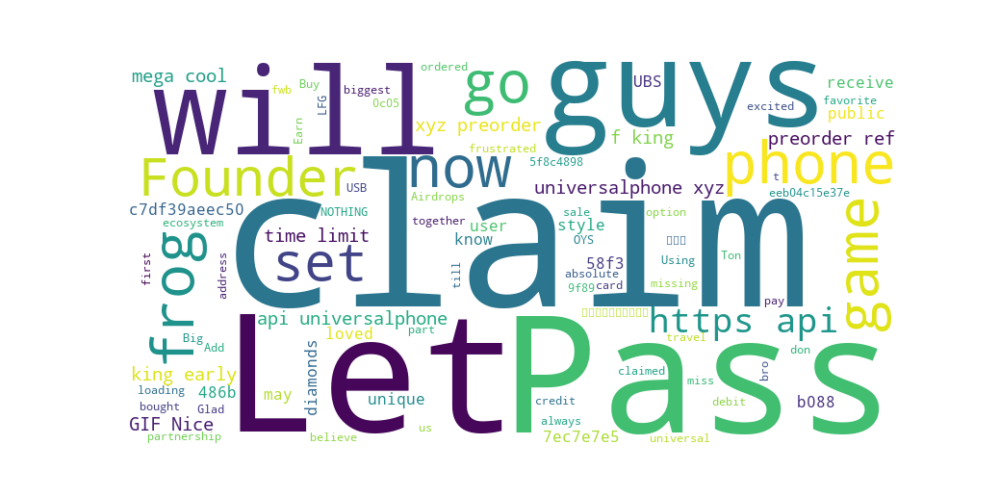 mega cool
will
ordered
fwb
Buy
biggest
LFG
0c05
Earn
go
guys
UBS
excited
receive
favorite
public
xyz preorder
f king
preorder ref
frustrated
Founder
now
5f8c4898
phone
t
USB
universalphone xyz
eeb04c15e37e
Airdrops
c7df39aeec50
NOTHING
ecosystem
together
user
sale
option
style
time limit
know
OYS
frog
claim
game
set
58f3
Using
Ton
first
address
till
absolute
9f89
card
missing
pay
api universalphone
https api
Big
Add
loved
part
travel
don
king early
Let
Pass
diamonds
claimed
miss
bro
loading
486b
may
unique
credit
debit
b088
bought
Glad
always
GIF Nice
us
partnership
believe
7ec7e7e5
universal